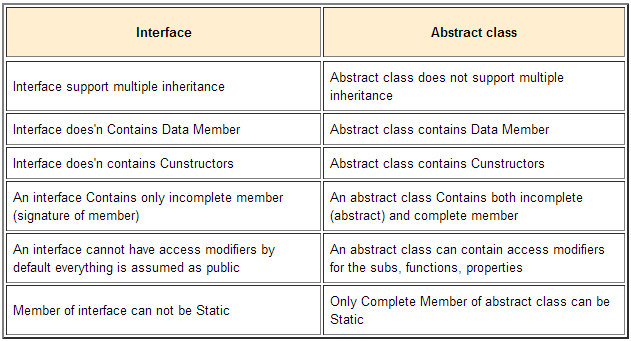 Interface
Abstract class
Interface support multiple inheritance
Abstract class does not support multiple
inheritance
Interface does'n Contains Data Member
Abstract class contains Data Member
Interface does'n contains Cunstructors
Abstract class contains Cunstructors
An interface Contains only incomplete member
(signature of member)
An abstract class Contains both incomplete
(abstract) and complete member
An interface cannot have access modifiers by
default everything is assumed as public
An abstract class can contain access modifiers
for the subs, functions, properties
Member of interface can not be Static
Only Complete Member of abstract class can be
Static